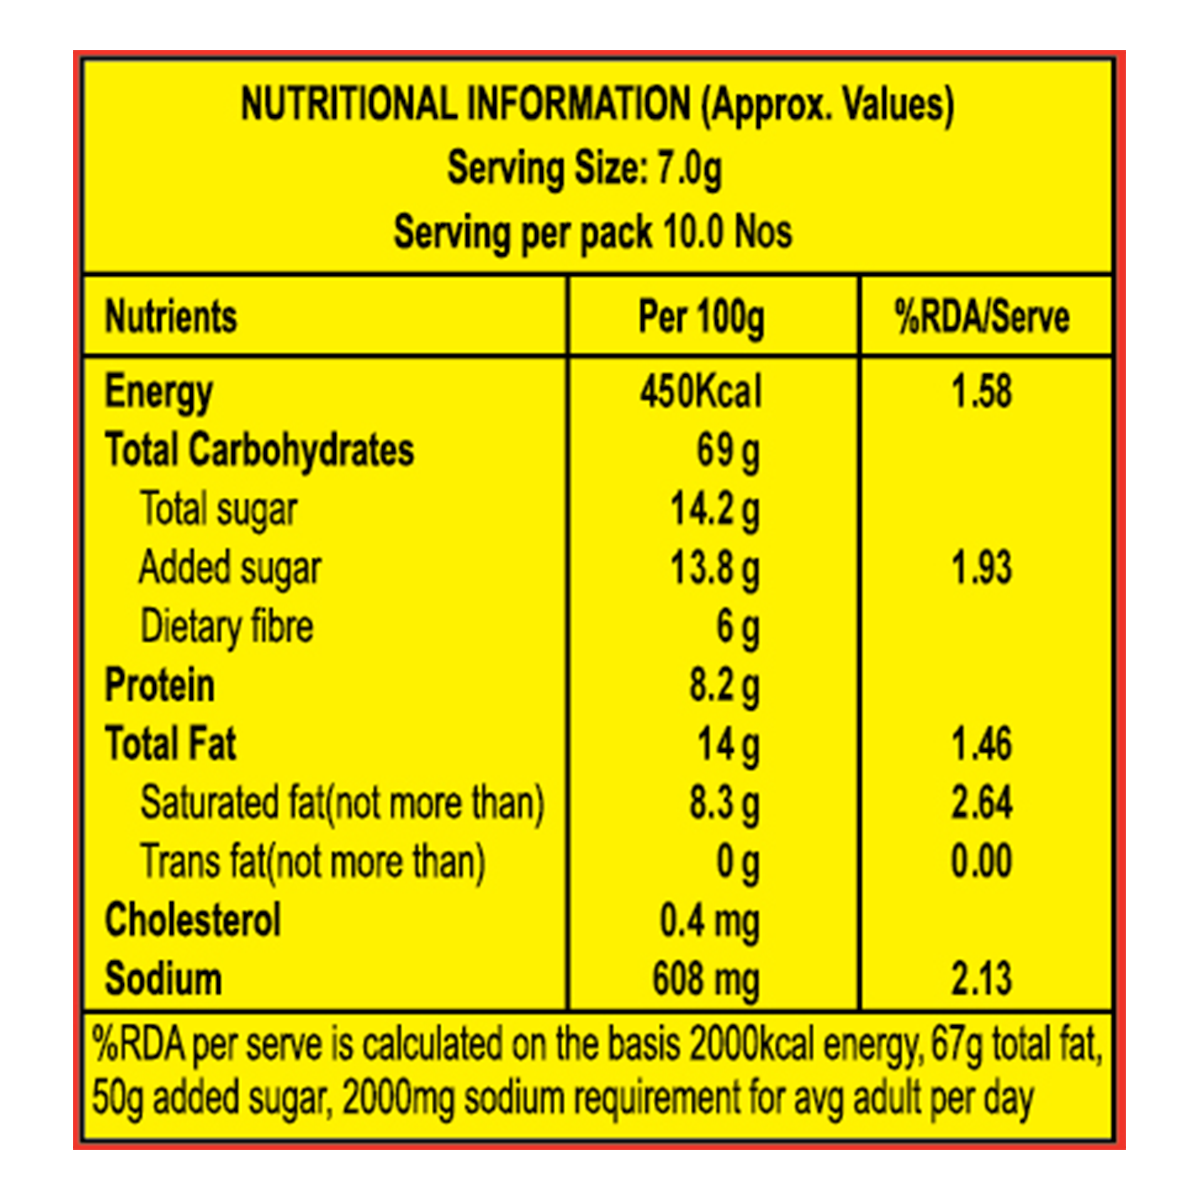 NUTRITIONAL INFORMATION (Approx. Values)
Serving Size: 7.0g
Serving per pack 10.0 Nos
Nutrients Per 100g %RDA/Serve
Energy 450Kcal 1.58
Total Carbohydrates 69 g
Total sugar 14.2 g
Added sugar 13.8 g 1.93
Dietary fibre 6 g
Protein 8.2 g
Total Fat 14 g 1.46
Saturated fat(not more than) 8.3 g 2.64
Trans fat(not more than) 0 g 0.00
Cholesterol 0.4 mg
Sodium 608 mg 2.13
%RDA per serve is calculated on the basis 2000kcal energy, 67g total fat,
50g added sugar, 2000mg sodium requirement for avg adult per day